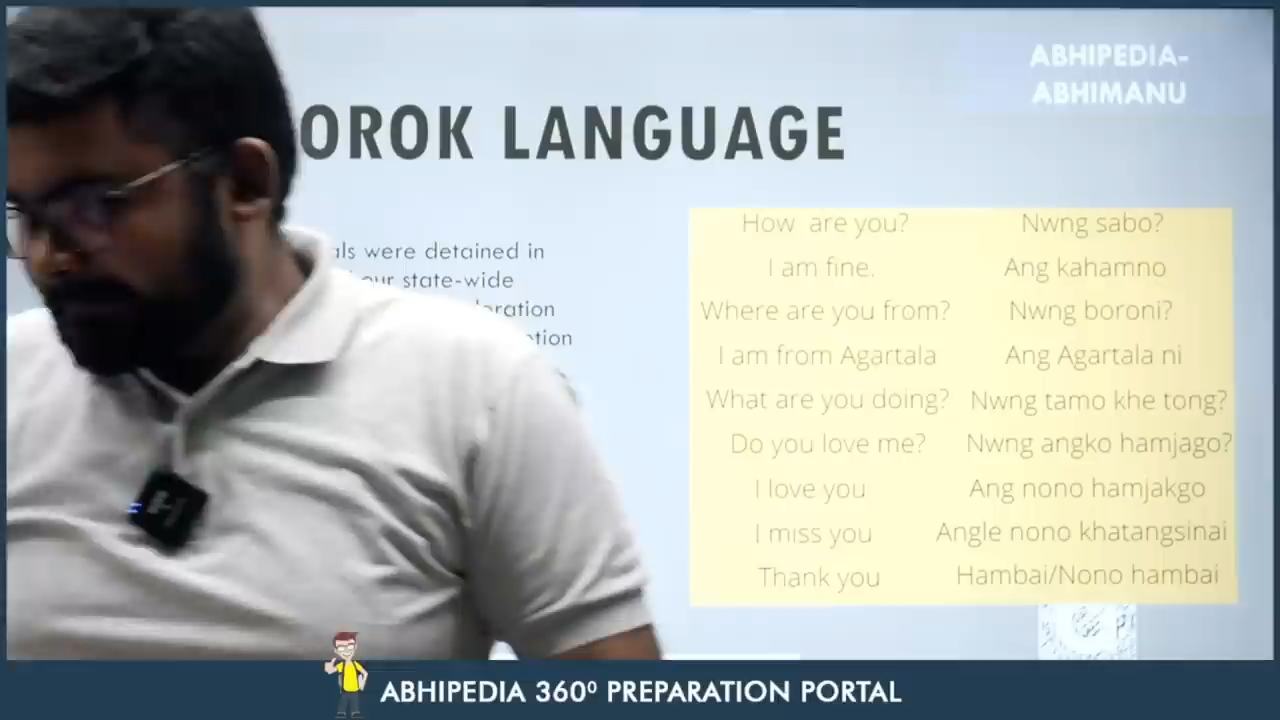 ABHIPEDIA-
ABHIMANU
OROK LANGUAGE
als were detained in
our state-wide
How are you? Nwng sabo?
I am fine. Ang kahamno
Where are you from? Nwng boroni?
I am from Agartala Ang Agartala ni
What are you doing? Nwng tamo khe tong?
Do you love me? Nwng angko hamjago?
I love you Ang nono hamjakgo
I miss you Angle nono khatangsinai
Thank you Hambai/Nono hambai
ABHIPEDIA 360⁰ PREPARATION PORTAL